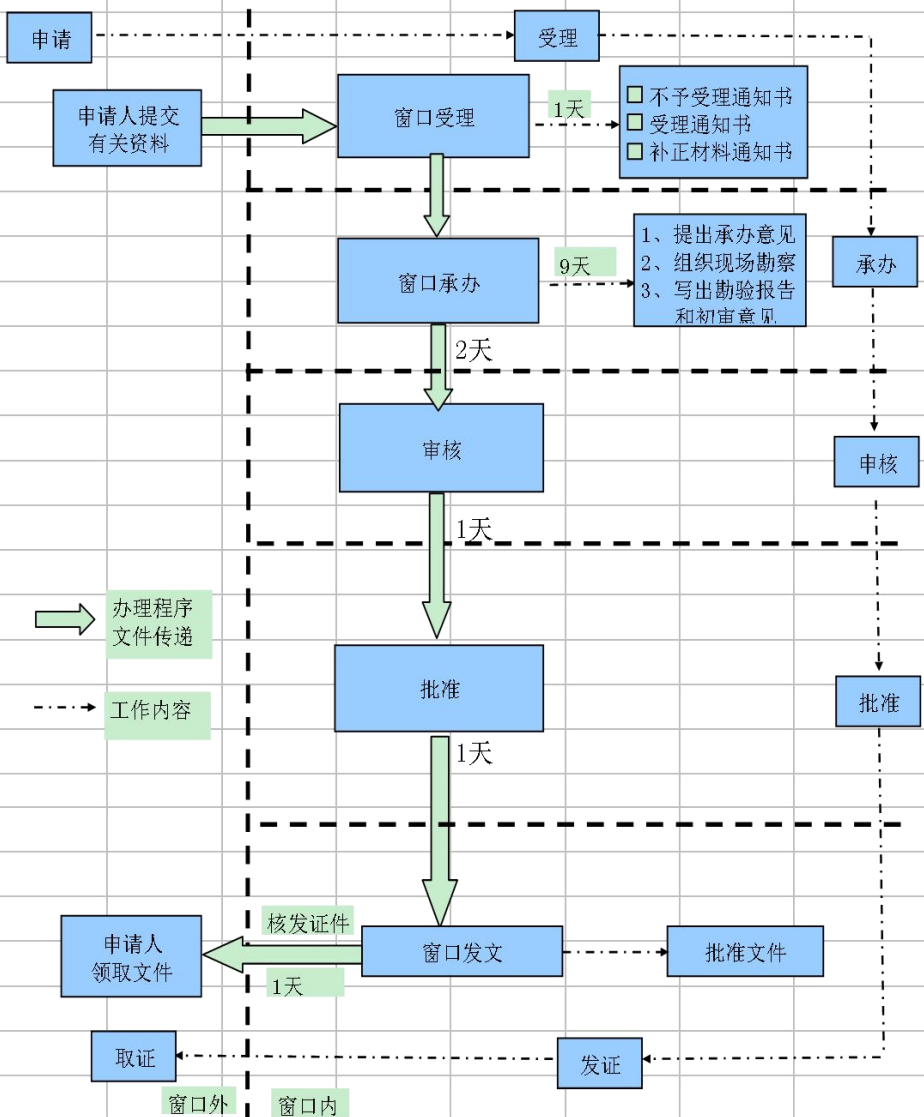 申请
受理
申请人提交
有关资料
窗口受理
1天
不予受理通知书
受理通知书
补正材料通知书
窗口承办
9天
1、提出承办意见
2、组织现场勘察
3、写出勘验报告
和初审意见
承办
2天
审核
审核
1天
办理程序
文件传递
工作内容
批准
批准
1天
核发证件
申请人
领取文件
1天
窗口发文
批准文件
取证
发证
窗口外
窗口内